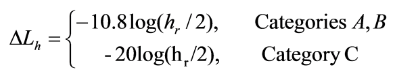 ΔL_h = { −10.8log(h_r / 2), Categories A, B
-20log(h_r/2), Category C